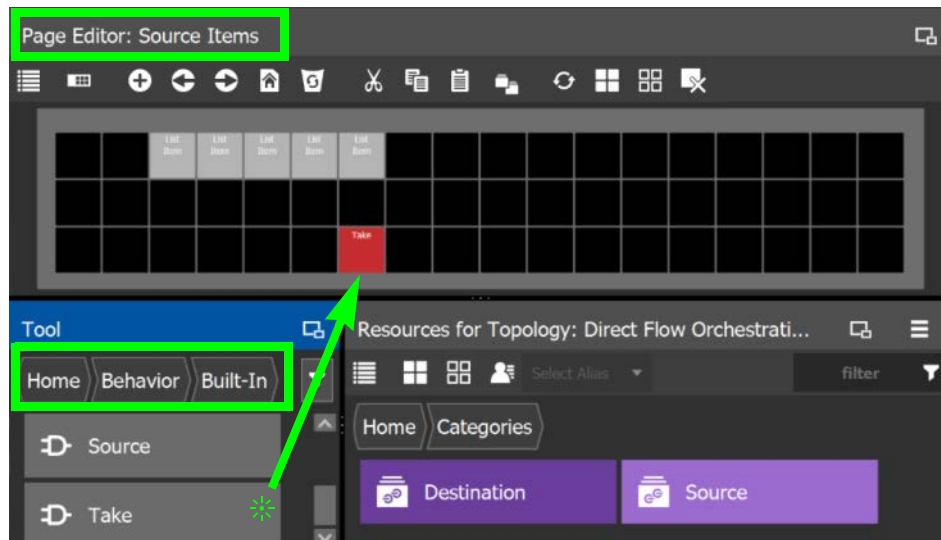 Page Editor: Source Items
List Item
List Item
List Item
List Item
List Item
Take
Tool
Home Behavior Built-In
Source
Take
Resources for Topology: Direct Flow Orchestrati...
Select Alias
filter
Home Categories
Destination
Source